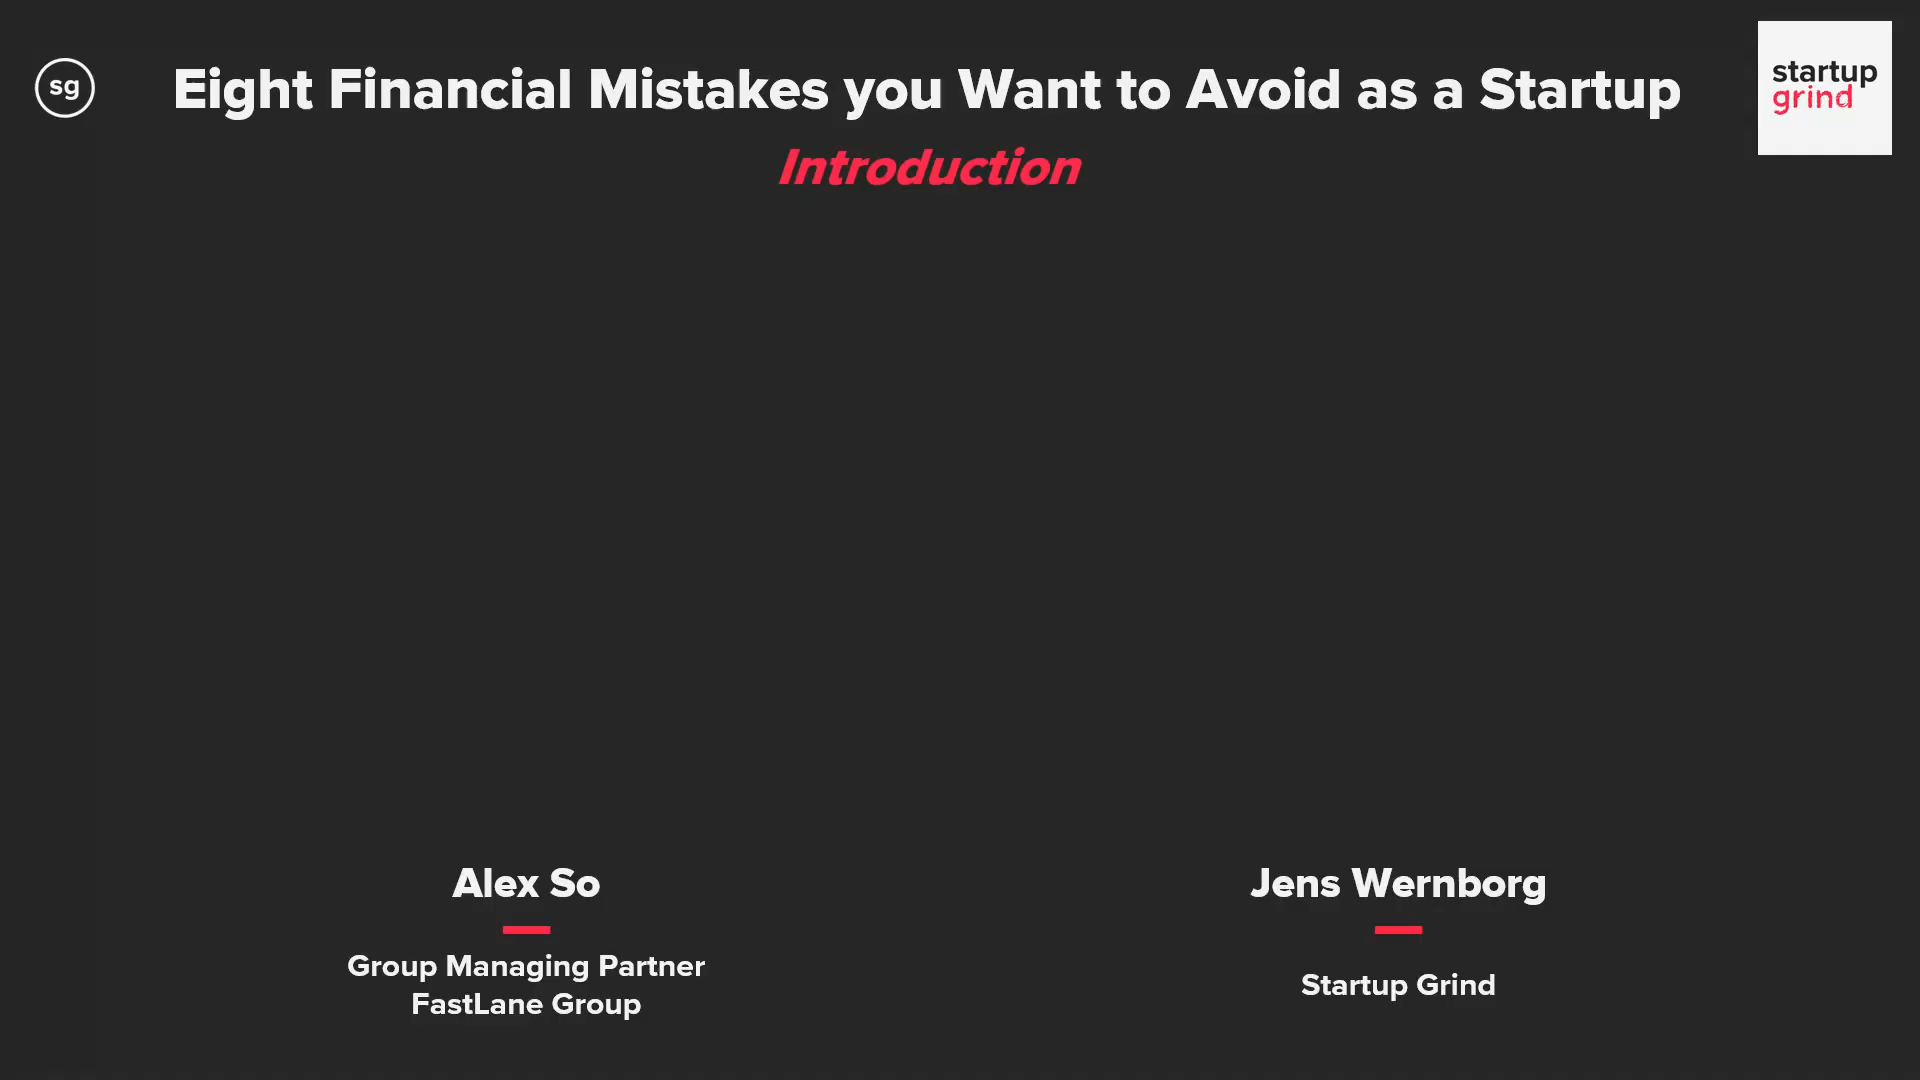 sg
Eight Financial Mistakes you Want to Avoid as a Startup
startup
grind
Introduction
Alex So
Group Managing Partner
FastLane Group
Jens Wernborg
Startup Grind